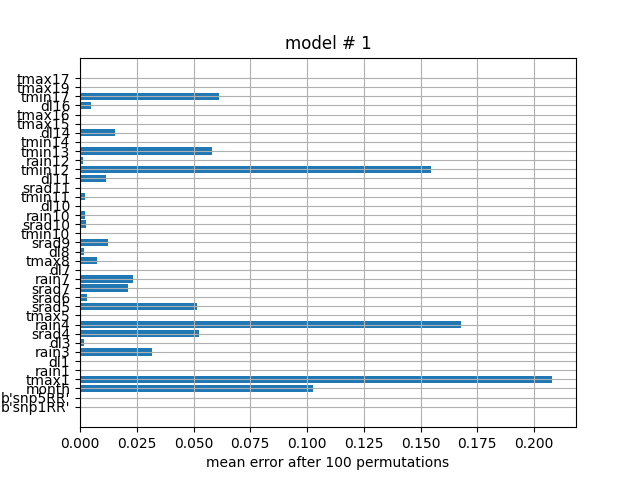 model # 1
tmax17
tmax19
tmin17
dl16
tmax16
tmax15
dl14
tmin14
tmin13
rain12
tmin12
dl11
srad11
tmin11
dl10
rain10
srad10
tmin10
srad9
dl8
tmax8
dl7
rain7
srad7
srad6
srad5
tmax5
rain4
srad4
dl3
rain3
dl1
rain1
tmax1
month
b'snp5RR'
b'snp1RR'
0.000 0.025 0.050 0.075 0.100 0.125 0.150 0.175 0.200
mean error after 100 permutations